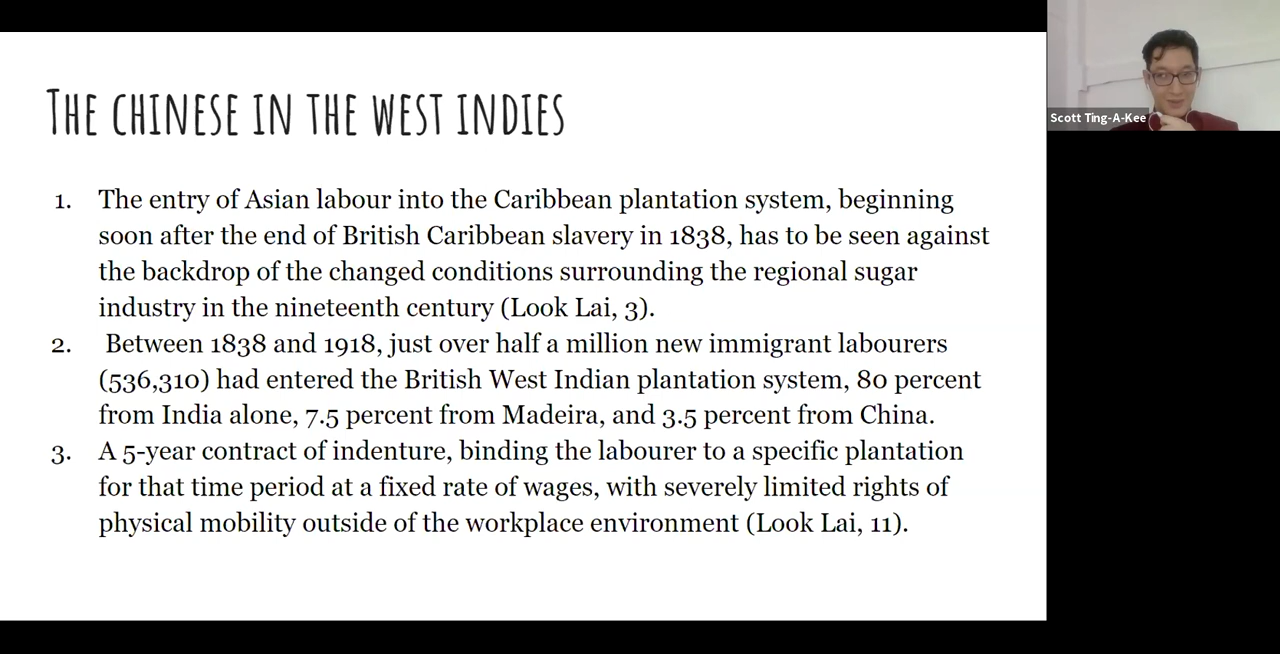 THE CHINESE IN THE WEST INDIES
Scott Ting-A-Kee
1. The entry of Asian labour into the Caribbean plantation system, beginning
soon after the end of British Caribbean slavery in 1838, has to be seen against
the backdrop of the changed conditions surrounding the regional sugar
industry in the nineteenth century (Look Lai, 3).
2. Between 1838 and 1918, just over half a million new immigrant labourers
(536,310) had entered the British West Indian plantation system, 80 percent
from India alone, 7.5 percent from Madeira, and 3.5 percent from China.
3. A 5-year contract of indenture, binding the labourer to a specific plantation
for that time period at a fixed rate of wages, with severely limited rights of
physical mobility outside of the workplace environment (Look Lai, 11).